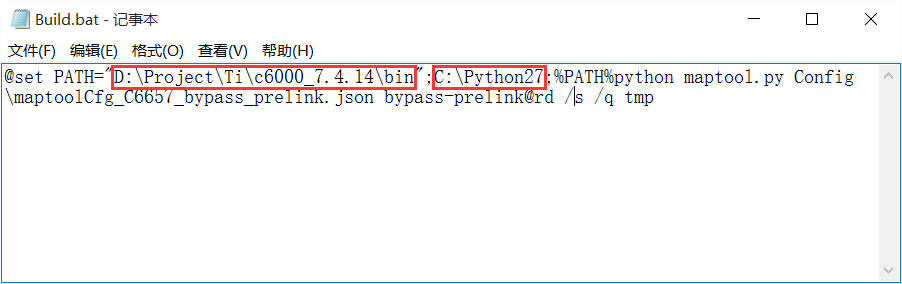 Build.bat - 记事本
文件(F) 编辑(E) 格式(O) 查看(V) 帮助(H)
@set PATH="D:\Project\Ti\c6000_7.4.14\bin";C:\Python27;%PATH%python maptool.py Config
\maptoolCfg_C6657_bypass_prelink.json bypass-prelink@rd /s /q tmp